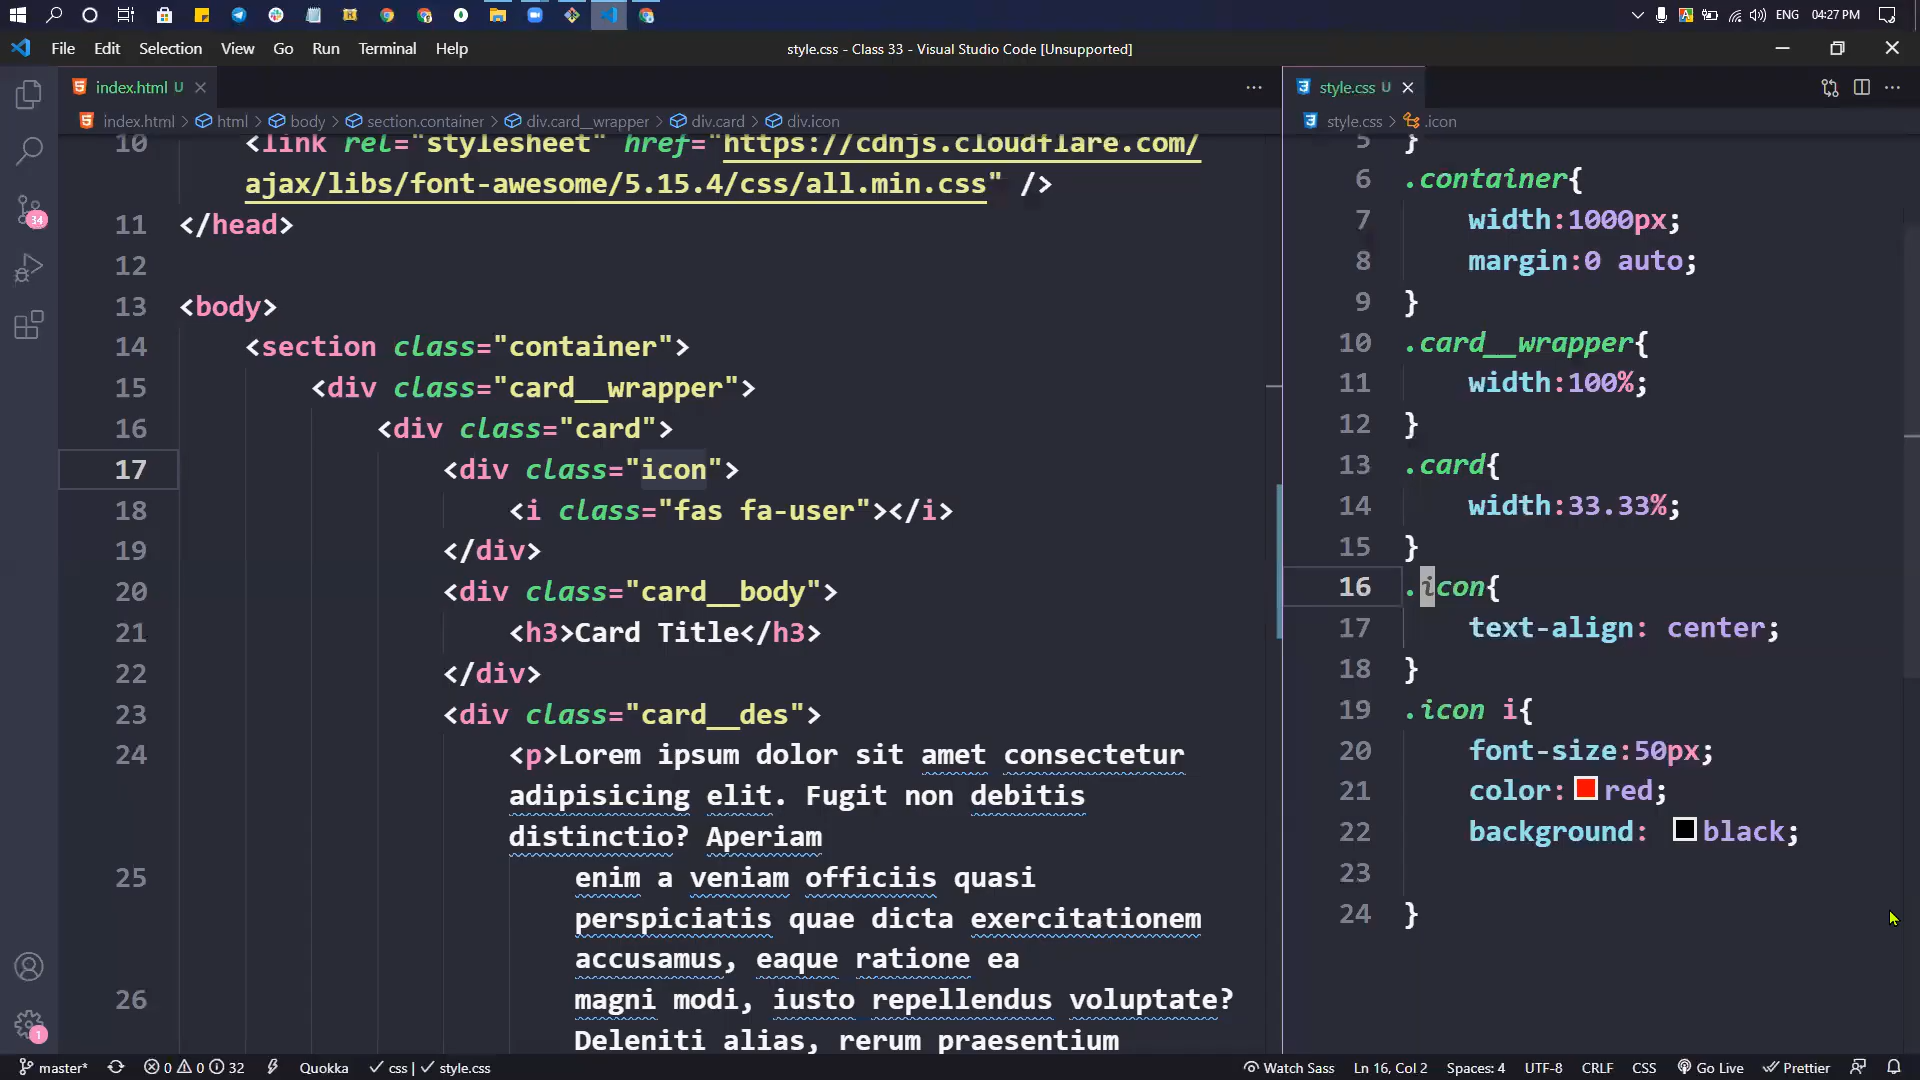 ENG 04:27 PM
File Edit Selection View Go Run Terminal Help
style.css - Class 33 - Visual Studio Code [Unsupported]
index.html U
style.css U
index.html > html > body > section.container > div.card__wrapper > div.card > div.icon
style.css > .icon
10 <link rel="stylesheet" href="https://cdnjs.cloudflare.com/
ajax/libs/font-awesome/5.15.4/css/all.min.css" />
11 </head>
12
13 <body>
14 <section class="container">
15 <div class="card__wrapper">
16 <div class="card">
17 <div class="icon">
18 <i class="fas fa-user"></i>
19 </div>
20 <div class="card__body">
21 <h3>Card Title</h3>
22 </div>
23 <div class="card__des">
24 <p>Lorem ipsum dolor sit amet consectetur
adipisicing elit. Fugit non debitis
distinctio? Aperiam
25 enim a veniam officiis quasi
perspiciatis quae dicta exercitationem
accusamus, eaque ratione ea
26 magni modi, iusto repellendus voluptate?
Deleniti alias, rerum praesentium
5 }
6 .container{
7 width:1000px;
8 margin:0 auto;
9 }
10 .card__wrapper{
11 width:100%;
12 }
13 .card{
14 width:33.33%;
15 }
16 .icon{
17 text-align: center;
18 }
19 .icon i{
20 font-size:50px;
21 color:red;
22 background: black;
23
24 }
34
1
master* 0 0 32 Quokka css | style.css Watch Sass Ln 16, Col 2 Spaces: 4 UTF-8 CRLF CSS Go Live Prettier